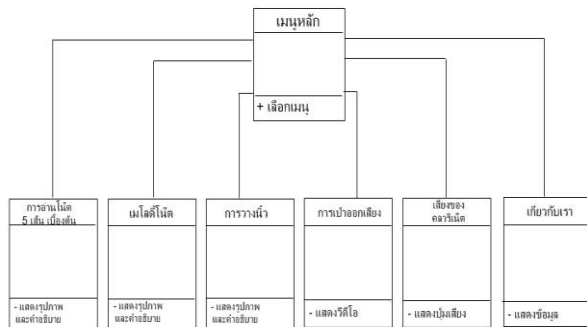 เมนูหลัก
+ เลือกเมนู
การอ่านโน้ต
5 เส้น เบื้องต้น
เมโลดี้โน้ต
การวางนิ้ว
การเป่าออกเสียง
เสียงของ
คลาริเน็ต
เกี่ยวกับเรา
- แสดงรูปภาพ
และคำอธิบาย
- แสดงรูปภาพ
และคำอธิบาย
- แสดงรูปภาพ
และคำอธิบาย
- แสดงวีดีโอ
- แสดงปุ่มเสียง
- แสดงข้อมูล